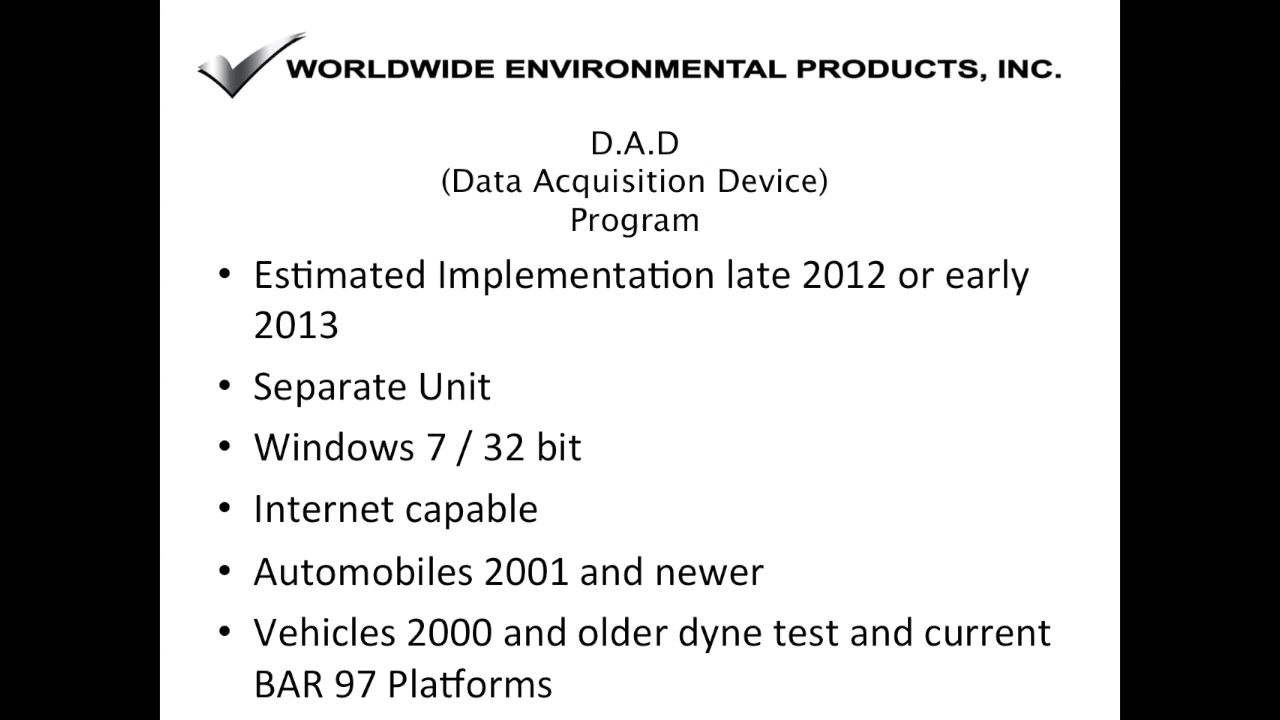 WORLDWIDE ENVIRONMENTAL PRODUCTS, INC.
D.A.D
(Data Acquisition Device)
Program
• Estimated Implementation late 2012 or early
2013
• Separate Unit
• Windows 7 / 32 bit
• Internet capable
• Automobiles 2001 and newer
• Vehicles 2000 and older dyne test and current
BAR 97 Platforms